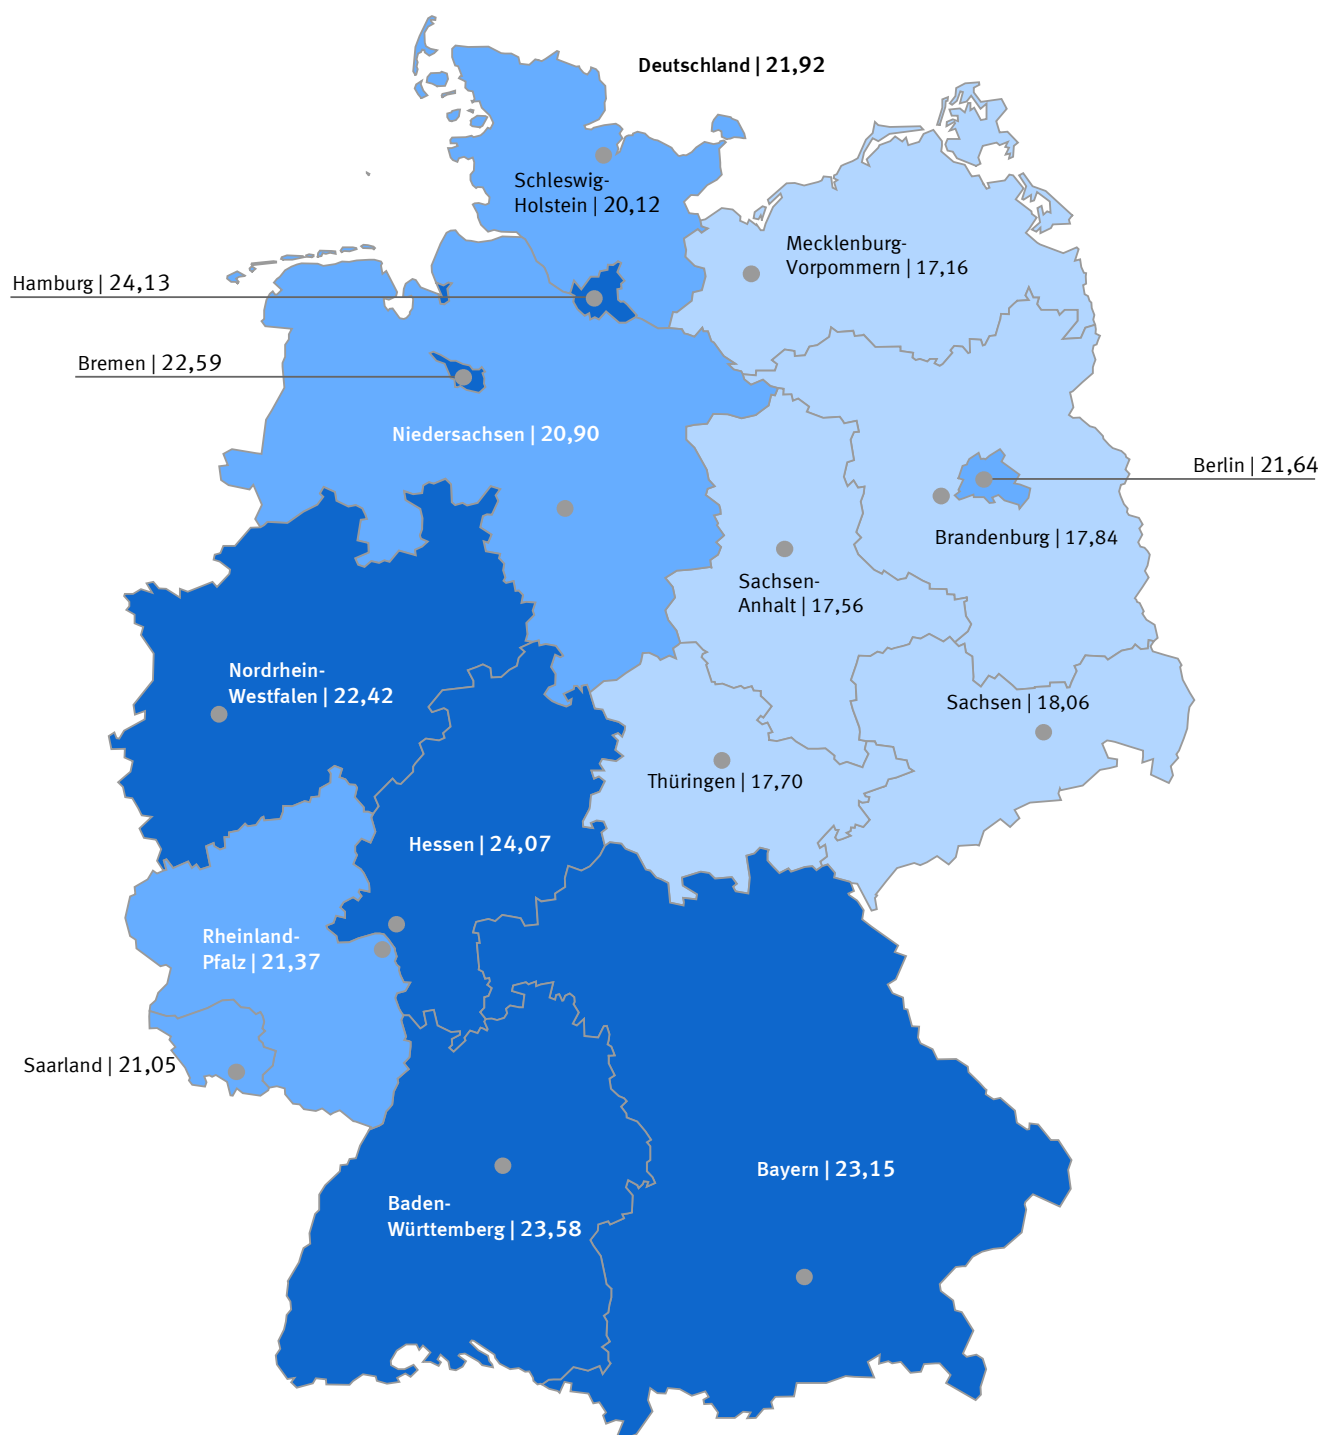 Deutschland | 21,92
Schleswig-
Holstein | 20,12
Mecklenburg-
Vorpommern | 17,16
Hamburg | 24,13
Bremen | 22,59
Niedersachsen | 20,90
Berlin | 21,64
Brandenburg | 17,84
Sachsen-
Anhalt | 17,56
Nordrhein-
Westfalen | 22,42
Sachsen | 18,06
Thüringen | 17,70
Hessen | 24,07
Rheinland-
Pfalz | 21,37
Saarland | 21,05
Bayern | 23,15
Baden-
Württemberg | 23,58